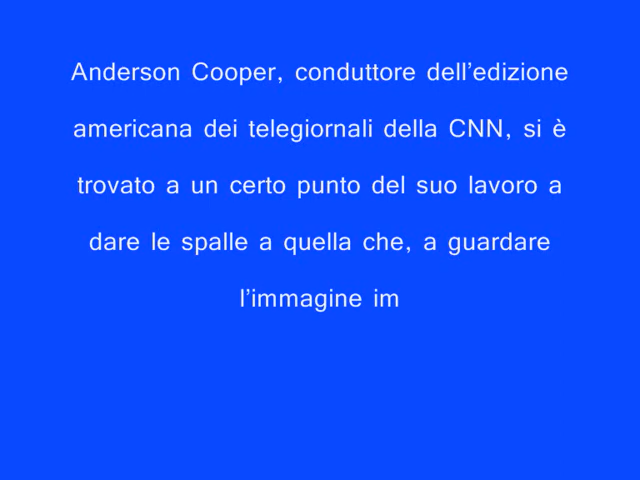 Anderson Cooper, conduttore dell’edizione
americana dei telegiornali della CNN, si è
trovato a un certo punto del suo lavoro a
dare le spalle a quella che, a guardare
l’immagine im